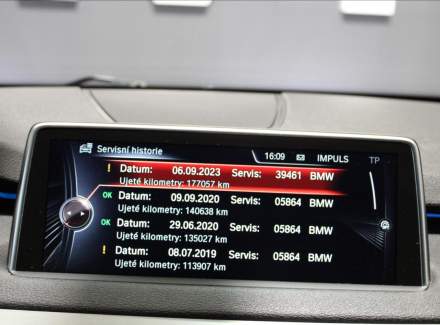 Servisní historie 16:09 IMPULS TP
! Datum: 06.09.2023 Servis: 39461 BMW
Ujeté kilometry: 177057 km
OK Datum: 09.09.2020 Servis: 05864 BMW
Ujeté kilometry: 140638 km
OK Datum: 29.06.2020 Servis: 05864 BMW
Ujeté kilometry: 135027 km
! Datum: 08.07.2019 Servis: 05864 BMW
Ujeté kilometry: 113907 km